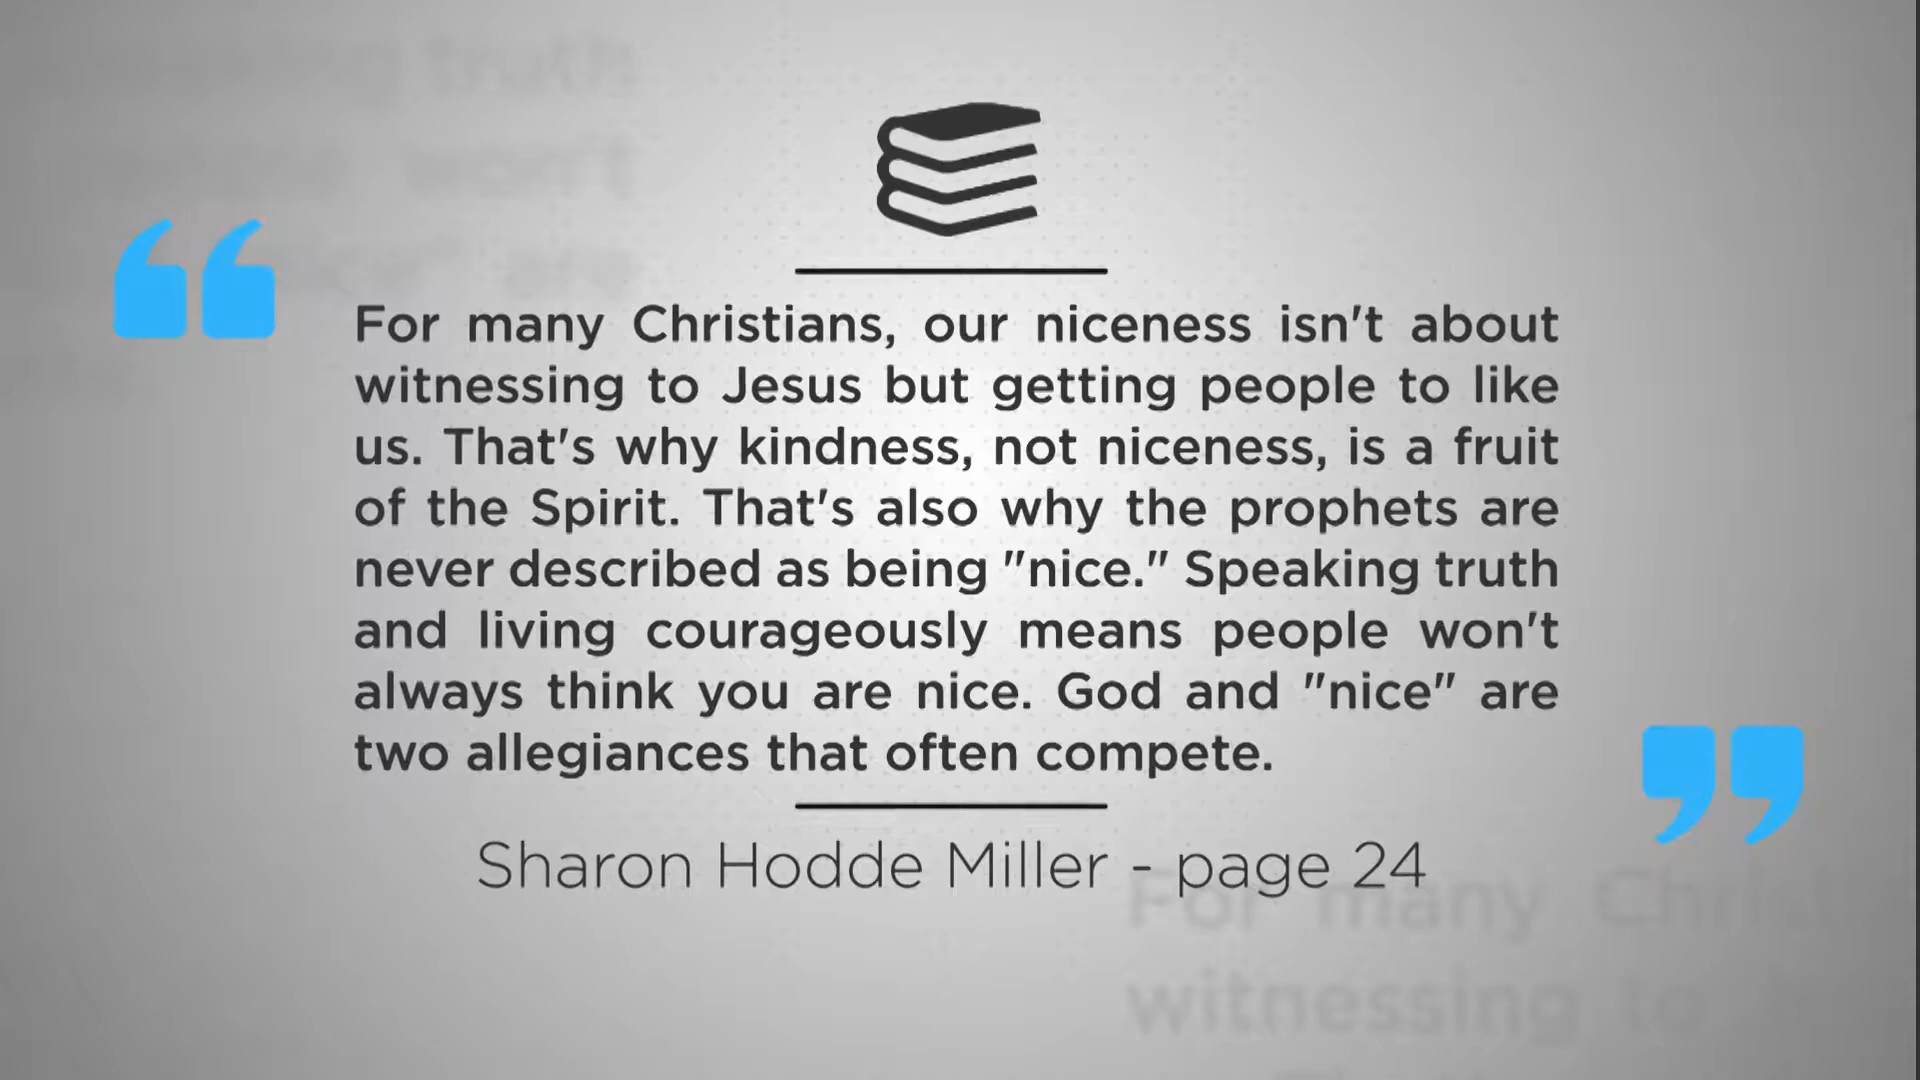 For many Christians, our niceness isn't about
witnessing to Jesus but getting people to like
us. That's why kindness, not niceness, is a fruit
of the Spirit. That's also why the prophets are
never described as being "nice." Speaking truth
and living courageously means people won't
always think you are nice. God and "nice" are
two allegiances that often compete.
Sharon Hodde Miller - page 24